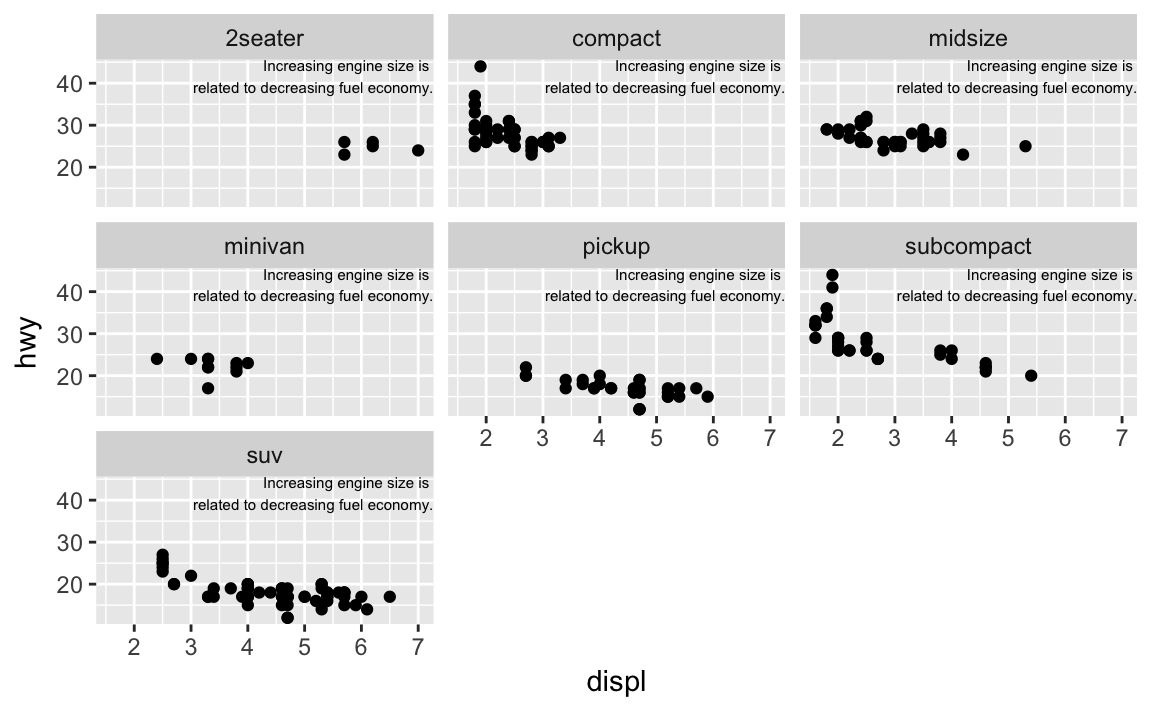 2seater
compact
midsize
Increasing engine size is
related to decreasing fuel economy.
Increasing engine size is
related to decreasing fuel economy.
Increasing engine size is
related to decreasing fuel economy.
40
30
20
minivan
pickup
subcompact
Increasing engine size is
related to decreasing fuel economy.
Increasing engine size is
related to decreasing fuel economy.
Increasing engine size is
related to decreasing fuel economy.
40
30
20
hwy
2 3 4 5 6 7
2 3 4 5 6 7
suv
Increasing engine size is
related to decreasing fuel economy.
40
30
20
2 3 4 5 6 7
displ